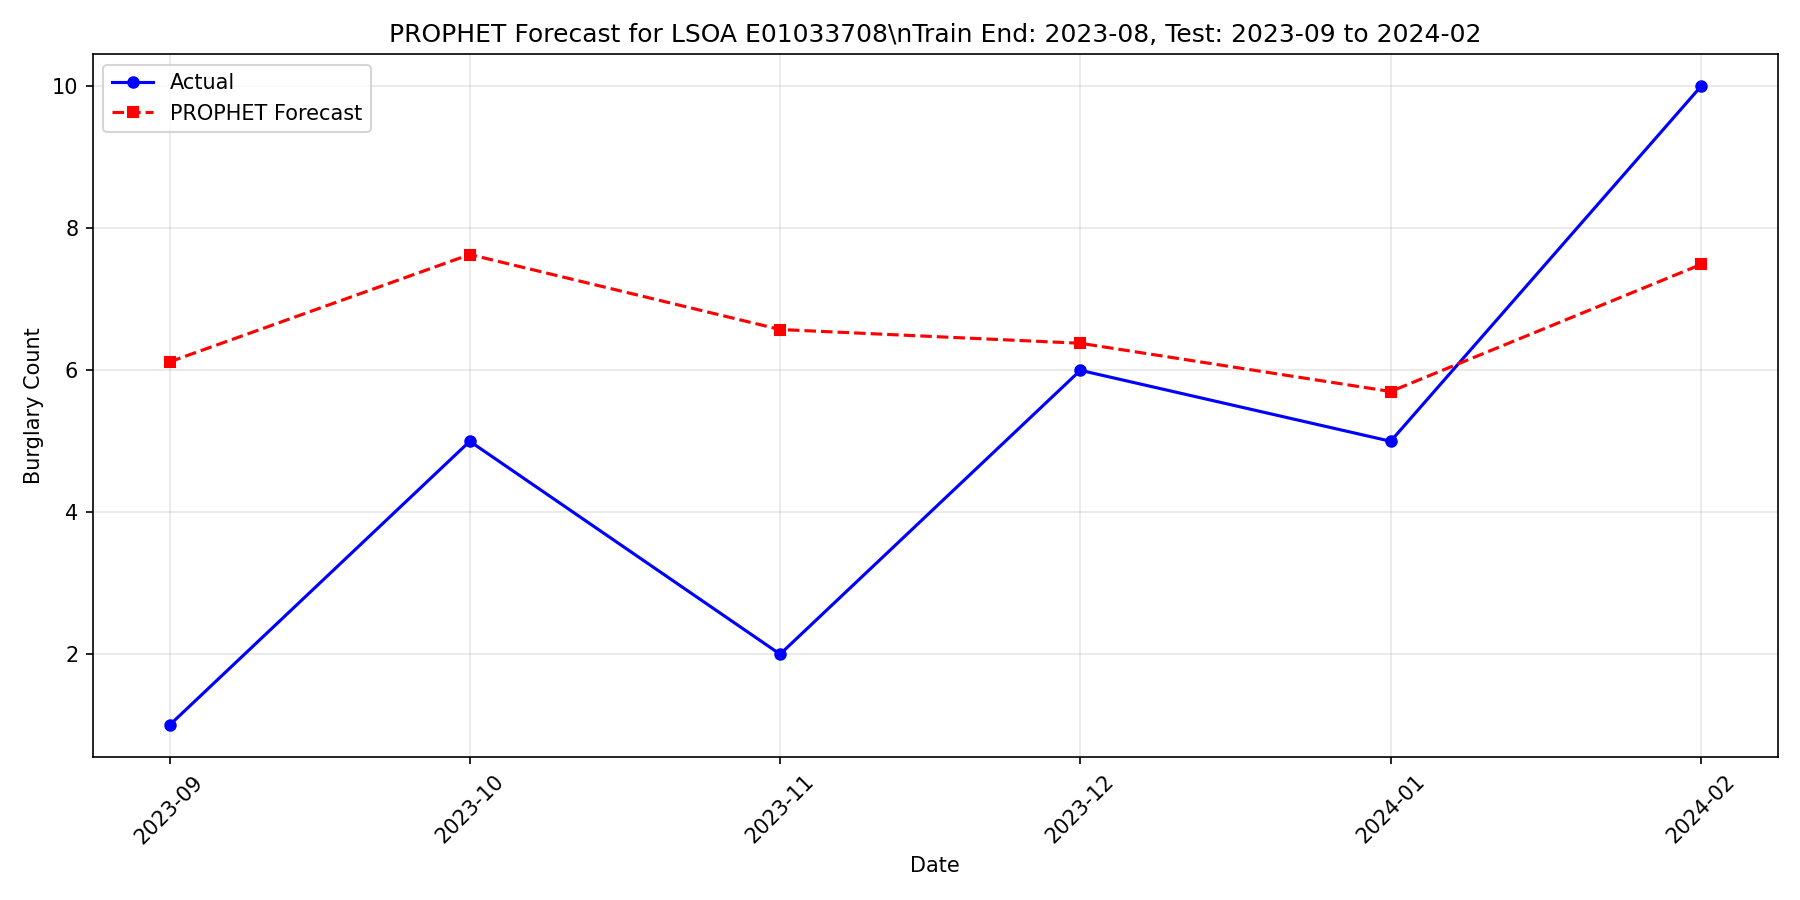 PROPHET Forecast for LSOA E01033708\nTrain End: 2023-08, Test: 2023-09 to 2024-02
Actual
PROPHET Forecast
Burglary Count
10
8
6
4
2
2023-09
2023-10
2023-11
2023-12
2024-01
2024-02
Date